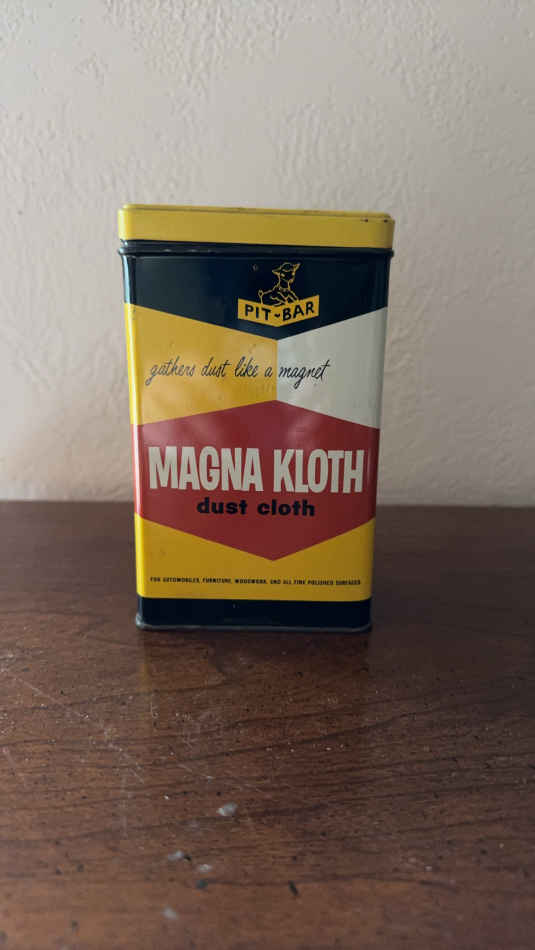 PIT-BAR
gathers dust like a magnet
MAGNA KLOTH
dust cloth
FOR AUTOMOBILES, FURNITURE, WOODWORK, AND ALL FINE POLISHED SURFACES